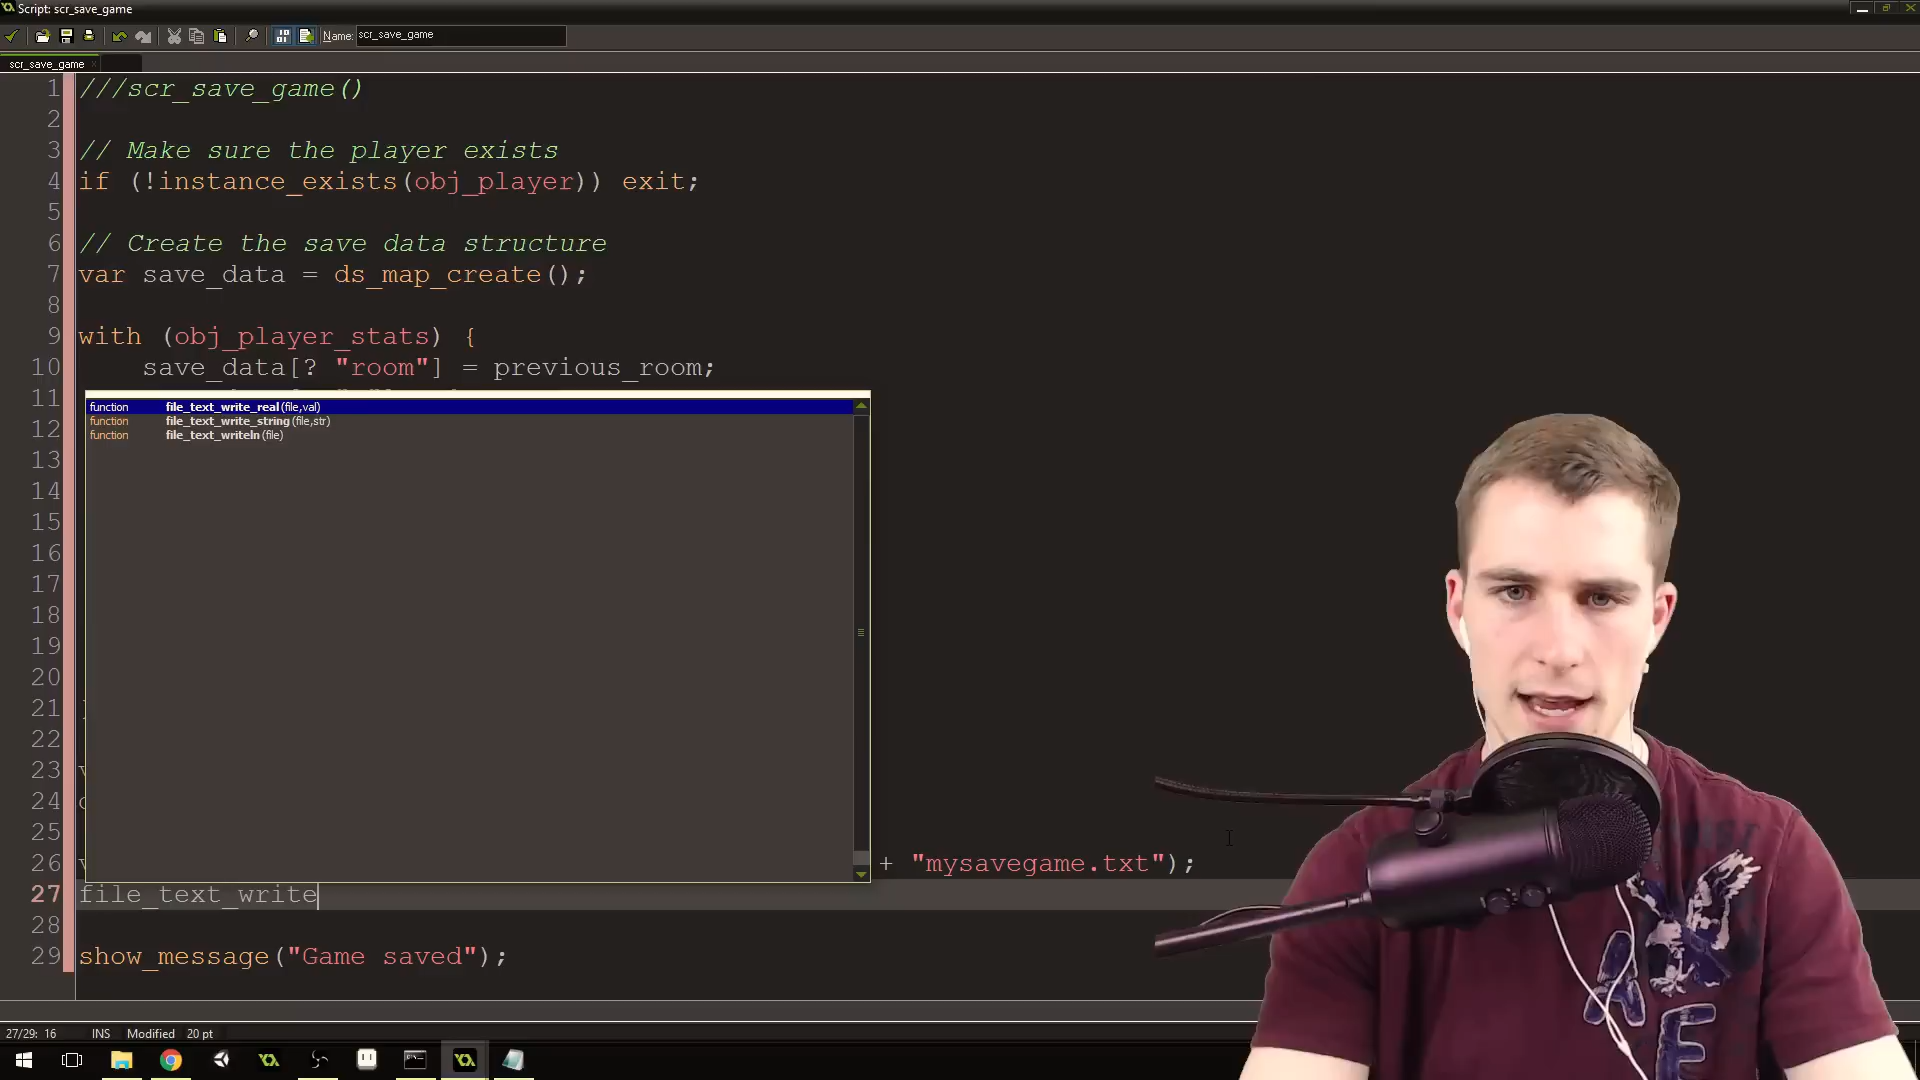 Script: scr_save_game
Name: scr_save_game
scr_save_game
1 ///scr_save_game()
2
3 // Make sure the player exists
4 if (!instance_exists(obj_player)) exit;
5
6 // Create the save data structure
7 var save_data = ds_map_create();
8
9 with (obj_player_stats) {
10 save_data[? "room"] = previous_room;
11
function file_text_write_real(file,val)
12
function file_text_write_string(file,str)
function file_text_writeln(file)
13
14
15
16
17
18
19
20
21
22
23
24
25
26 + "mysavegame.txt");
27 file_text_write
28
29 show_message("Game saved");
27/29: 16 INS Modified 20 pt